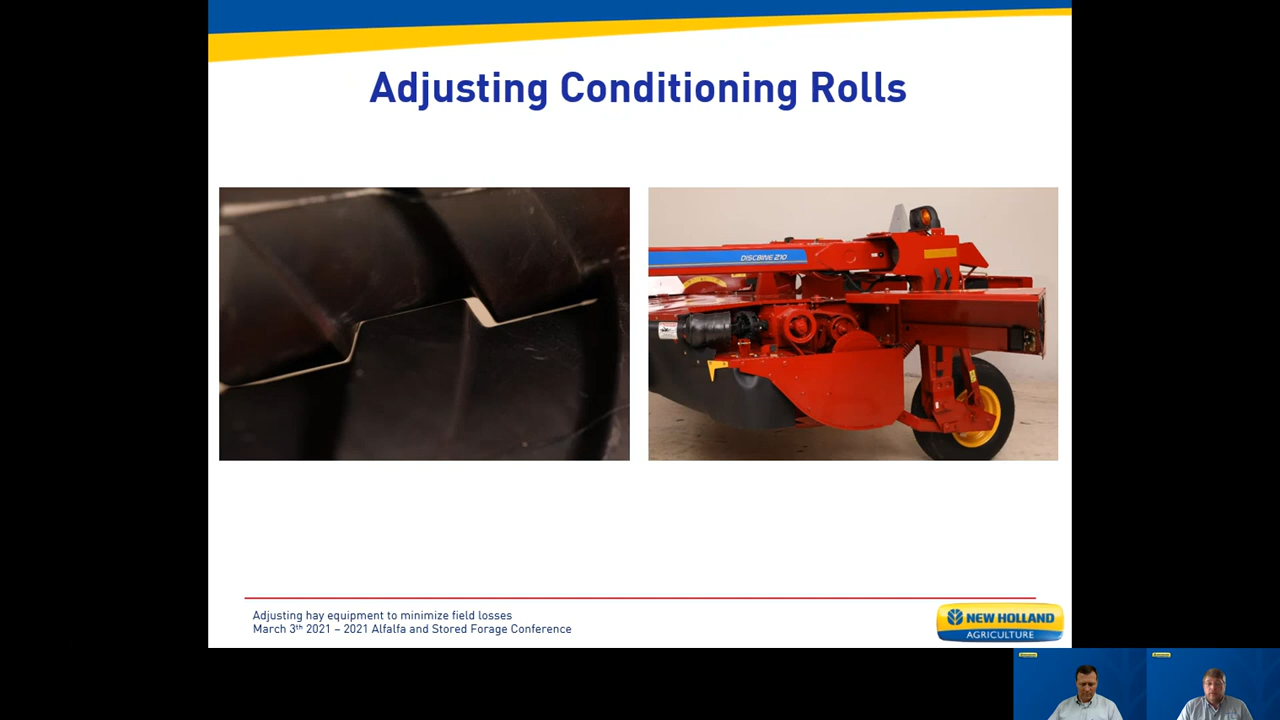 Adjusting Conditioning Rolls
DISCBINE 210
Adjusting hay equipment to minimize field losses
March 3th 2021 – 2021 Alfalfa and Stored Forage Conference
NEW HOLLAND
AGRICULTURE